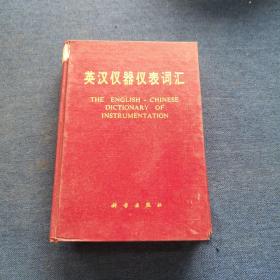 英汉仪器仪表词汇
THE ENGLISH-CHINESE
DICTIONARY OF
INSTRUMENTATION
科学出版社